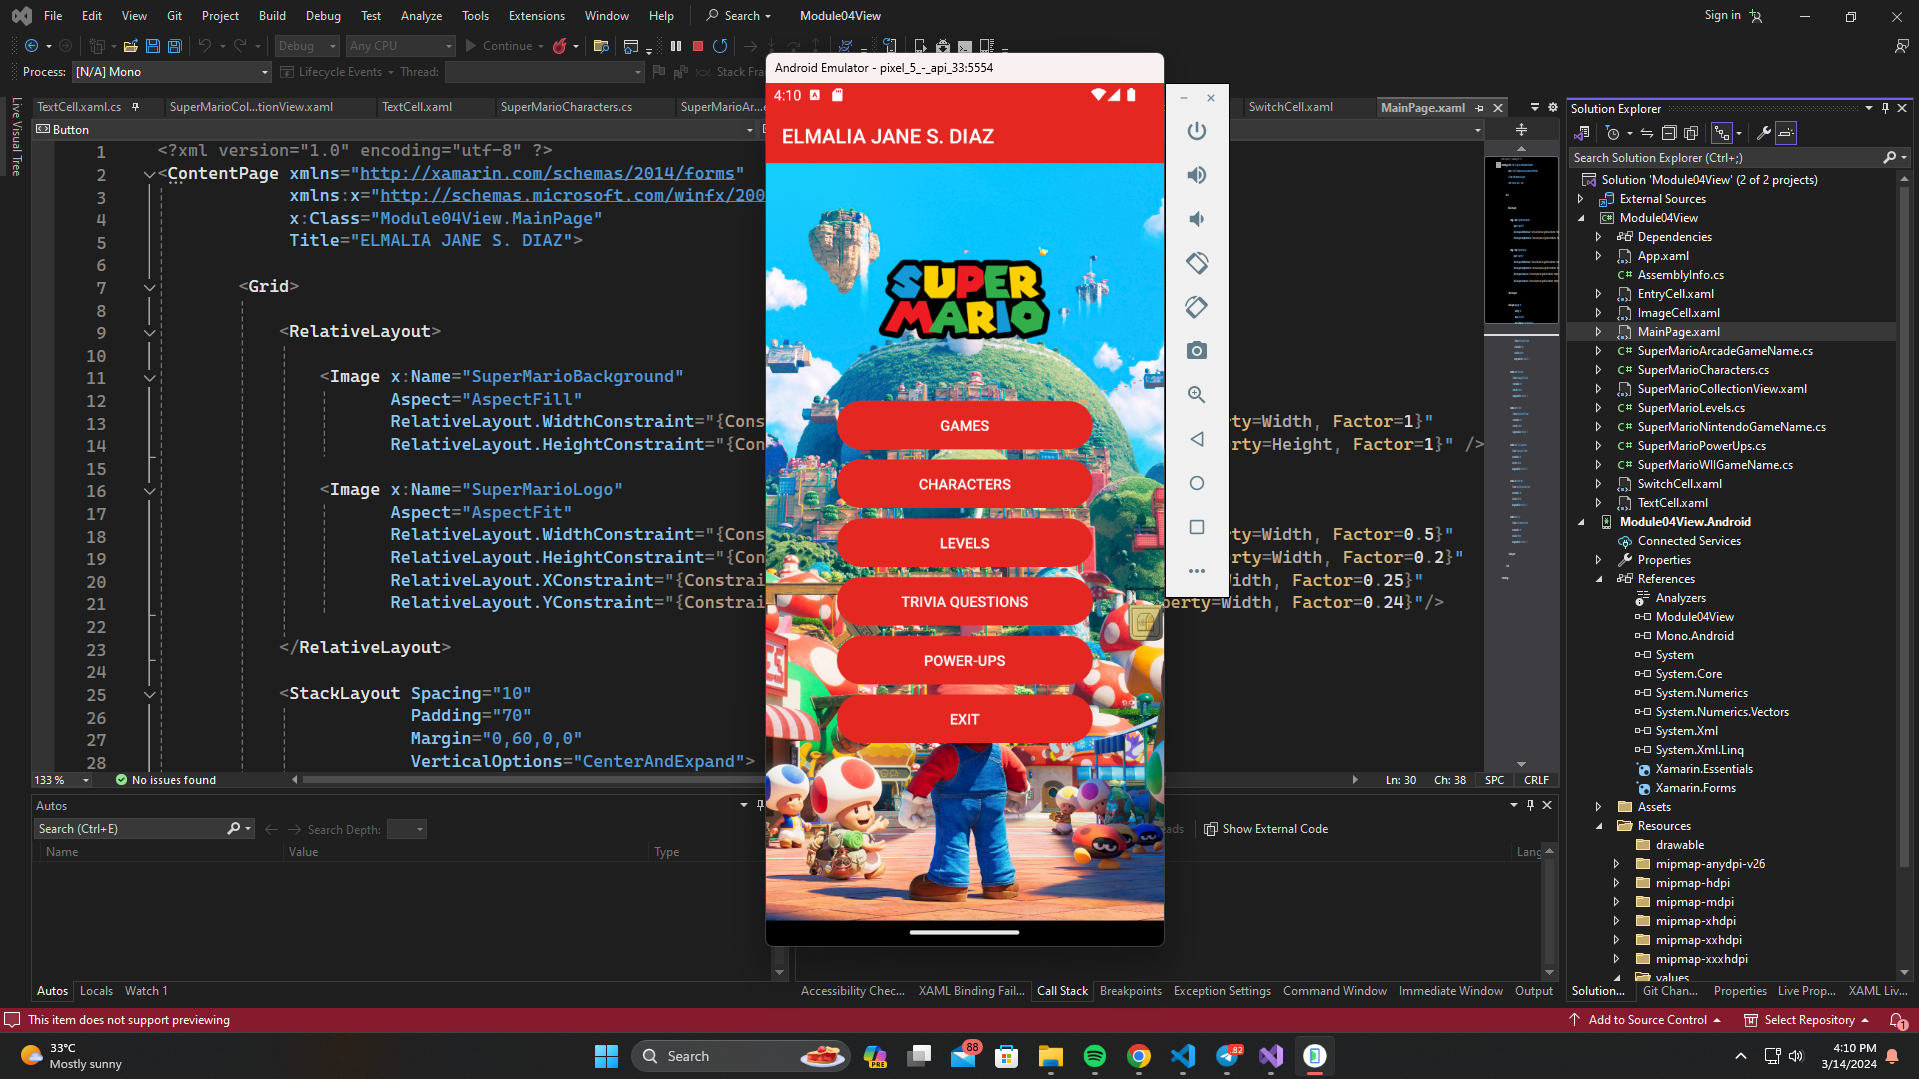 File Edit View Git Project Build Debug Test Analyze Tools Extensions Window Help Search Module04View Sign in
Debug Any CPU Continue
Process: [N/A] Mono Lifecycle Events Thread: Stack Fra
TextCell.xaml.cs SuperMarioCol...tionView.xaml TextCell.xaml SuperMarioCharacters.cs SuperMarioAr... SwitchCell.xaml MainPage.xaml
Live Visual Tree
Button
1 <?xml version="1.0" encoding="utf-8" ?>
2 <ContentPage xmlns="http://xamarin.com/schemas/2014/forms"
3 xmlns:x="http://schemas.microsoft.com/winfx/200
4 x:Class="Module04View.MainPage"
5 Title="ELMALIA JANE S. DIAZ">
6
7 <Grid>
8
9 <RelativeLayout>
10
11 <Image x:Name="SuperMarioBackground"
12 Aspect="AspectFill"
13 RelativeLayout.WidthConstraint="{Cons rty=Width, Factor=1}"
14 RelativeLayout.HeightConstraint="{Con rty=Height, Factor=1}" />
15
16 <Image x:Name="SuperMarioLogo"
17 Aspect="AspectFit"
18 RelativeLayout.WidthConstraint="{Cons rty=Width, Factor=0.5}"
19 RelativeLayout.HeightConstraint="{Con erty=Width, Factor=0.2}"
20 RelativeLayout.XConstraint="{Constrai Width, Factor=0.25}"
21 RelativeLayout.YConstraint="{Constrai perty=Width, Factor=0.24}"/>
22
23 </RelativeLayout>
24
25 <StackLayout Spacing="10"
26 Padding="70"
27 Margin="0,60,0,0"
28 VerticalOptions="CenterAndExpand">
133 % No issues found Ln: 30 Ch: 38 SPC CRLF
Android Emulator - pixel_5_-_api_33:5554
4:10
ELMALIA JANE S. DIAZ
SUPER
MARIO
GAMES
CHARACTERS
LEVELS
TRIVIA QUESTIONS
POWER-UPS
EXIT
Autos
Search (Ctrl+E) Search Depth: Show External Code
Name Value Type Lang
Autos Locals Watch 1
Accessibility Chec... XAML Binding Fail... Call Stack Breakpoints Exception Settings Command Window Immediate Window Output
Solution Explorer
Search Solution Explorer (Ctrl+;)
Solution 'Module04View' (2 of 2 projects)
External Sources
Module04View
Dependencies
App.xaml
AssemblyInfo.cs
EntryCell.xaml
ImageCell.xaml
MainPage.xaml
SuperMarioArcadeGameName.cs
SuperMarioCharacters.cs
SuperMarioCollectionView.xaml
SuperMarioLevels.cs
SuperMarioNintendoGameName.cs
SuperMarioPowerUps.cs
SuperMarioWIIGameName.cs
SwitchCell.xaml
TextCell.xaml
Module04View.Android
Connected Services
Properties
References
Analyzers
Module04View
Mono.Android
System
System.Core
System.Numerics
System.Numerics.Vectors
System.Xml
System.Xml.Linq
Xamarin.Essentials
Xamarin.Forms
Assets
Resources
drawable
mipmap-anydpi-v26
mipmap-hdpi
mipmap-mdpi
mipmap-xhdpi
mipmap-xxhdpi
mipmap-xxxhdpi
values
Solution... Git Chan... Properties Live Prop... XAML Liv...
This item does not support previewing Add to Source Control Select Repository 1
33°C
Mostly sunny
Search PRE 88 82
4:10 PM
3/14/2024